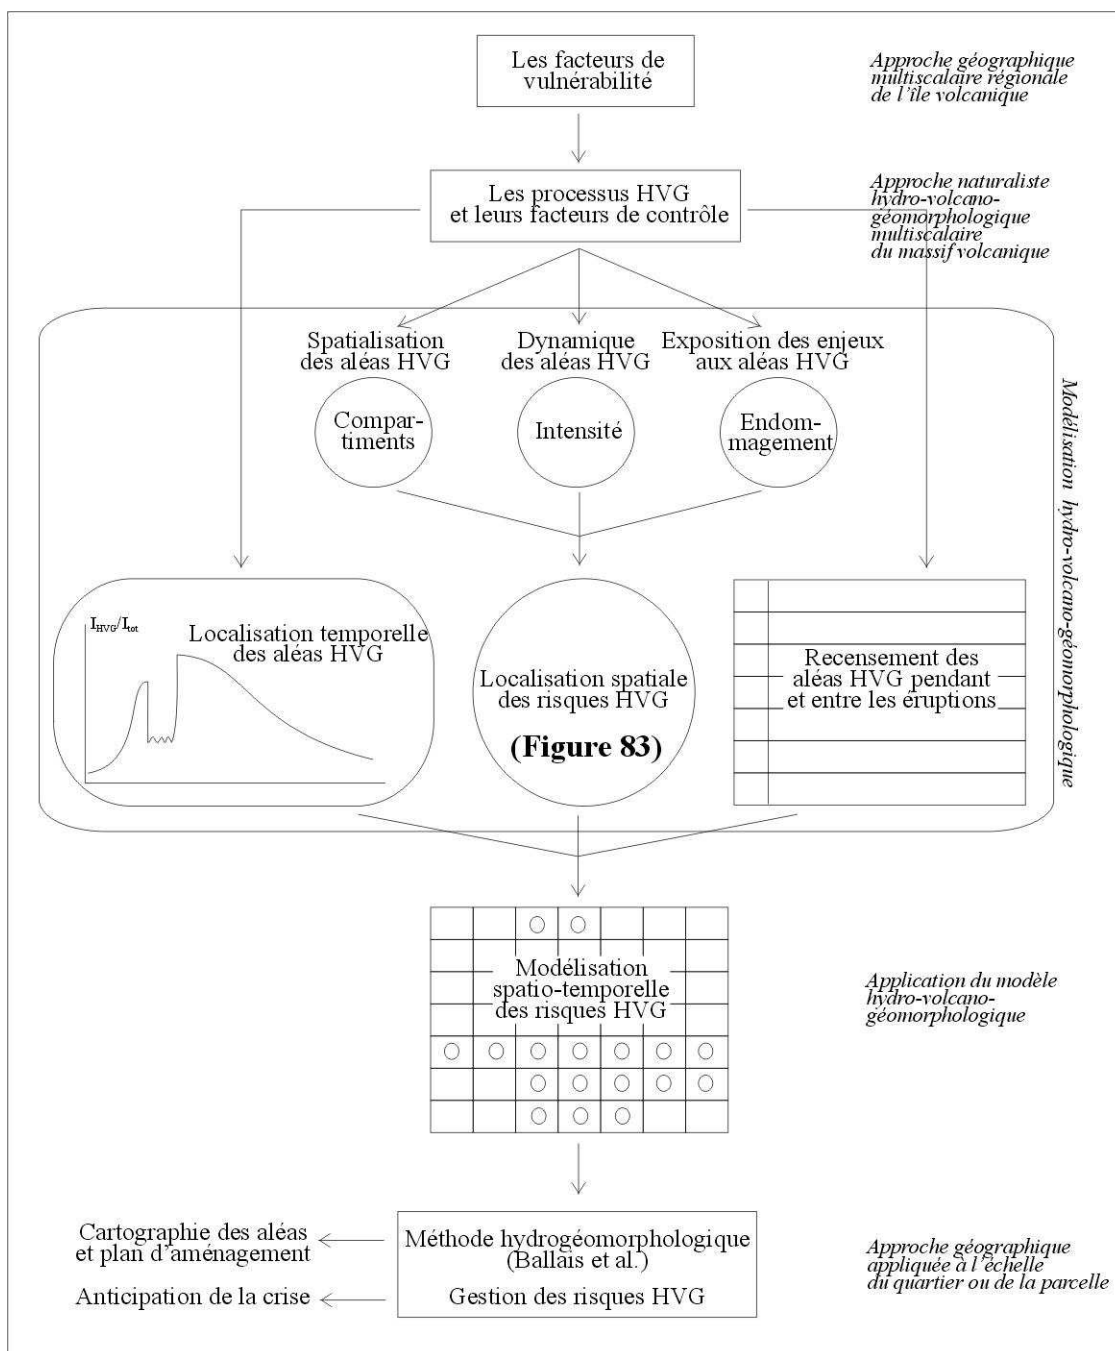 Les facteurs de
vulnérabilité
Approche géographique
multiscalaire régionale
de l'île volcanique
Les processus HVG
et leurs facteurs de contrôle
Approche naturaliste
hydro-volcano-
géomorphologique
multiscalaire
du massif volcanique
Spatialisation
des aléas HVG
Dynamique
des aléas HVG
Exposition des enjeux
aux aléas HVG
Compar-
timents
Intensité
Endom-
magement
Modélisation hydro-volcano-géomorphologique
I_HVG/I_tot
Localisation temporelle
des aléas HVG
Localisation spatiale
des risques HVG
(Figure 83)
Recensement des
aléas HVG pendant
et entre les éruptions
Modélisation
spatio-temporelle
des risques HVG
Application du modèle
hydro-volcano-
géomorphologique
Cartographie des aléas
et plan d'aménagement
Anticipation de la crise
Méthode hydrogéomorphologique
(Ballais et al.)
Gestion des risques HVG
Approche géographique
appliquée à l'échelle
du quartier ou de la parcelle